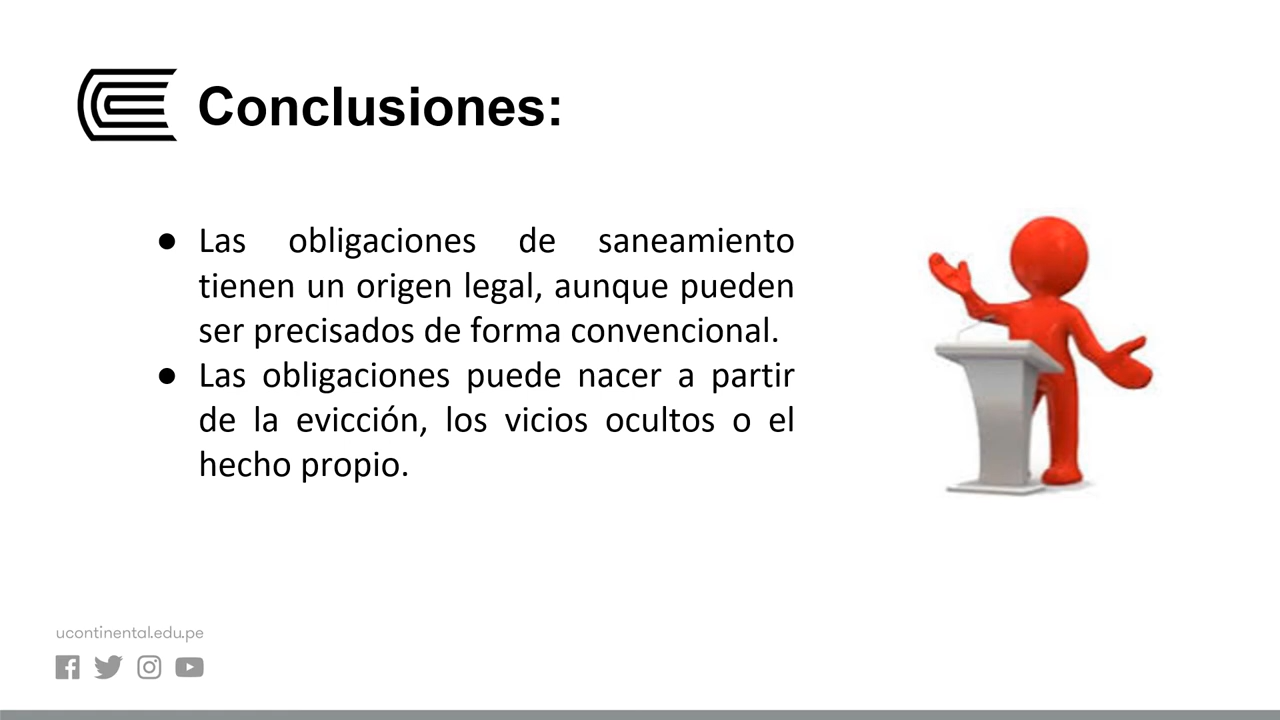 Conclusiones:
● Las obligaciones de saneamiento
tienen un origen legal, aunque pueden
ser precisados de forma convencional.
● Las obligaciones puede nacer a partir
de la evicción, los vicios ocultos o el
hecho propio.
ucontinental.edu.pe